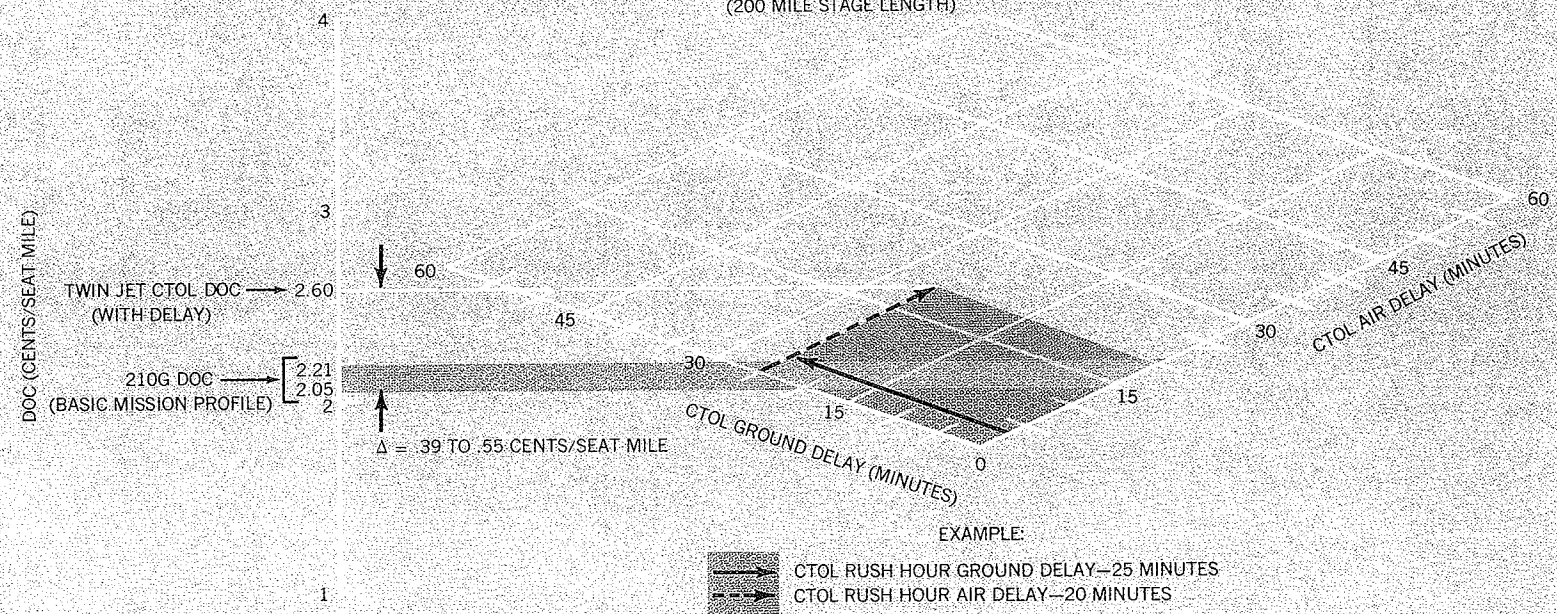 (200 MILE STAGE LENGTH)
4
3
60
60
45
TWIN JET CTOL DOC
2.60
(WITH DELAY)
45
30
CTOL AIR DELAY (MINUTES)
30
2.21
210G DOC
2.05
(BASIC MISSION PROFILE)
2
15
15
DOC (CENTS/SEAT MILE)
CTOL GROUND DELAY (MINUTES)
Δ = .39 TO .55 CENTS/SEAT MILE
0
EXAMPLE:
CTOL RUSH HOUR GROUND DELAY—25 MINUTES
CTOL RUSH HOUR AIR DELAY—20 MINUTES
1